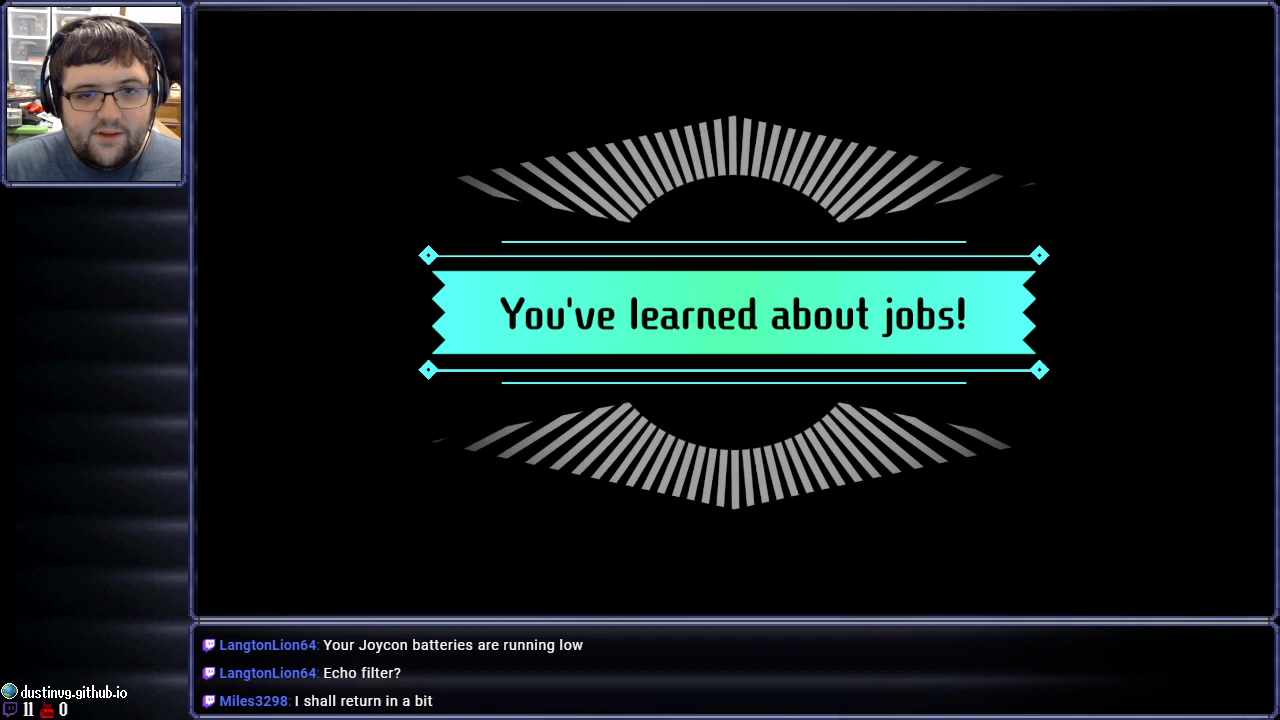 You've learned about jobs!
LangtonLion64: Your Joycon batteries are running low
LangtonLion64: Echo filter?
Miles3298: I shall return in a bit
dustinvg.github.io
11 0